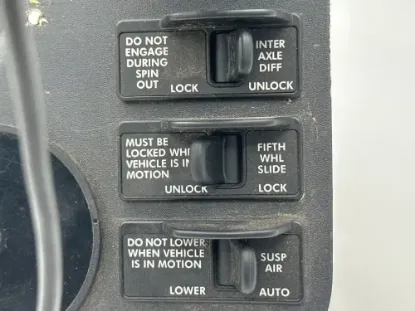 DO NOT
ENGAGE
DURING
SPIN
OUT
LOCK
INTER
AXLE
DIFF
UNLOCK
MUST BE
LOCKED WH
VEHICLE IS IN
MOTION
UNLOCK
FIFTH
WHL
SLIDE
LOCK
DO NOT LOWER
WHEN VEHICLE
IS IN MOTION
LOWER
SUSP
AIR
AUTO